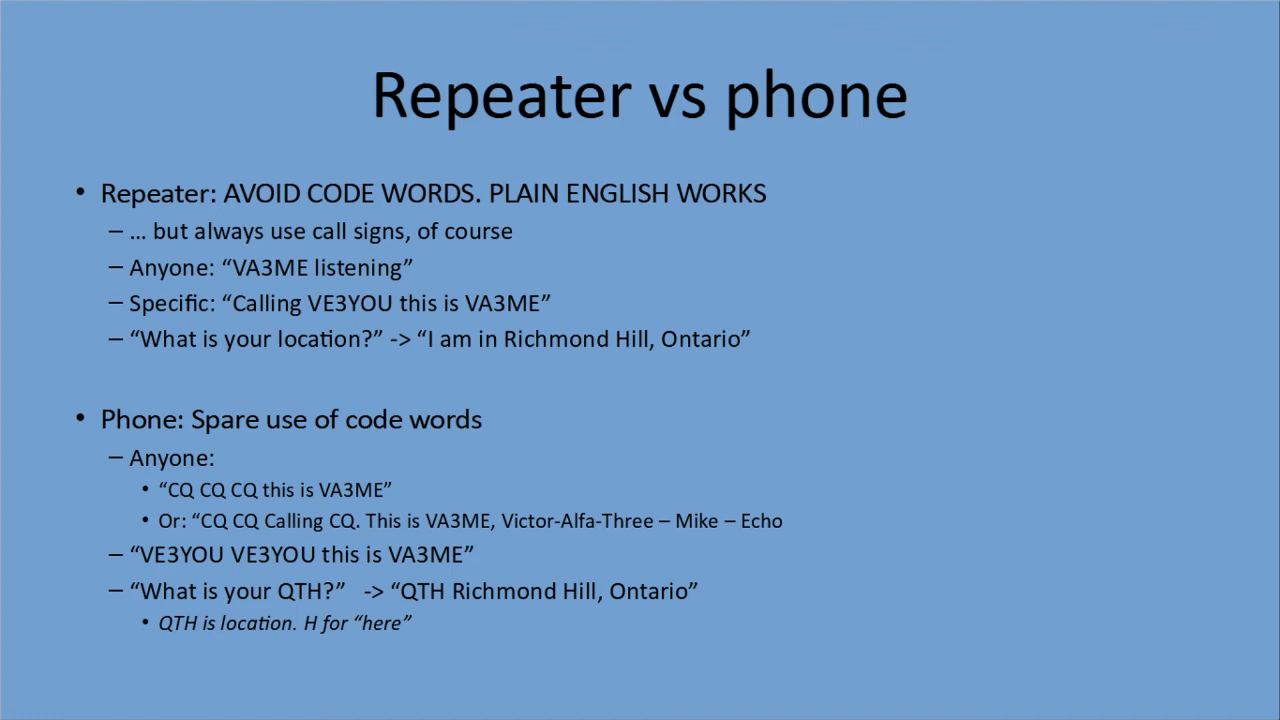 Repeater vs phone
• Repeater: AVOID CODE WORDS. PLAIN ENGLISH WORKS
– … but always use call signs, of course
– Anyone: “VA3ME listening”
– Specific: “Calling VE3YOU this is VA3ME”
– “What is your location?” -> “I am in Richmond Hill, Ontario”
• Phone: Spare use of code words
– Anyone:
• “CQ CQ CQ this is VA3ME”
• Or: “CQ CQ Calling CQ. This is VA3ME, Victor-Alfa-Three – Mike – Echo
– “VE3YOU VE3YOU this is VA3ME”
– “What is your QTH?” -> “QTH Richmond Hill, Ontario”
• QTH is location. H for “here”